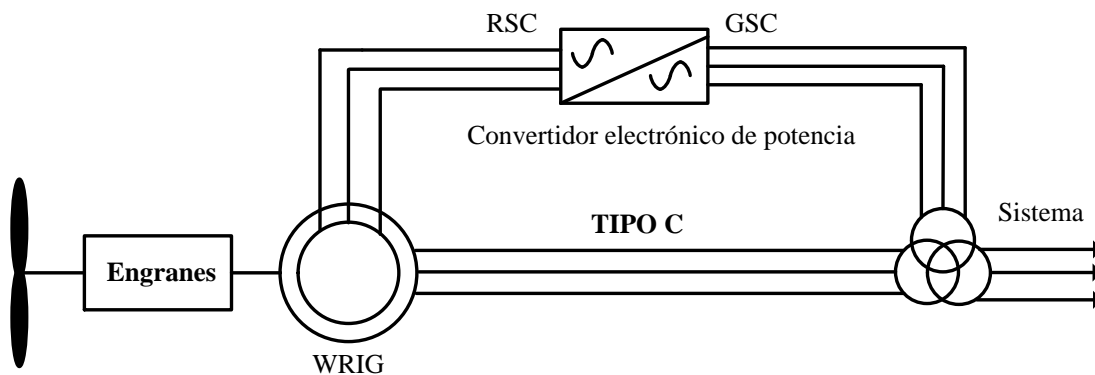 RSC
GSC
Convertidor electrónico de potencia
TIPO C
Sistema
Engranes
WRIG